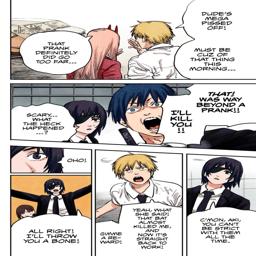 DUDE'S
MEGA
PISSED
OFF!
MUST BE
CUZ OF
THAT THING
THIS
MORNING...
THAT PRANK
DEFINITELY
DID GO
TOO FAR...
THAT!
WAS WAY
BEYOND A
PRANK!!
I'LL
KILL
YOU!!
SCARY...
WHAT
THE HECK
HAPPENED
...?
OHO!
C'MON, AKI,
YOU CAN'T
BE STRICT
WITH THEM
ALL THE
TIME.
YEAH, WHAT
SHE SAID!
THAT BAT
ALMOST
KILLED ME,
AND NOW
IT'S
STRAIGHT
BACK TO
WORK!
GIMME
A RE-
WARD!
ALL RIGHT!
I'LL THROW
YOU A BONE!